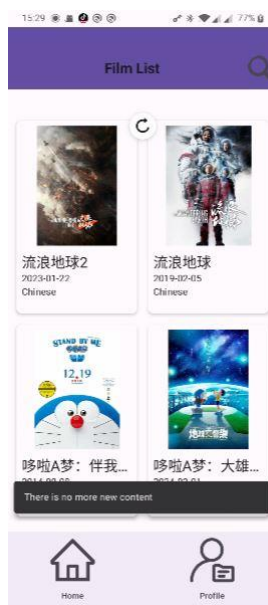 15:29
77%
Film List
流浪地球2
2023-01-22
Chinese
流浪地球
2019-02-05
Chinese
STAND BY ME
12.19
哆啦A梦：伴我...
哆啦A梦：大雄...
There is no more new content
Home
Profile